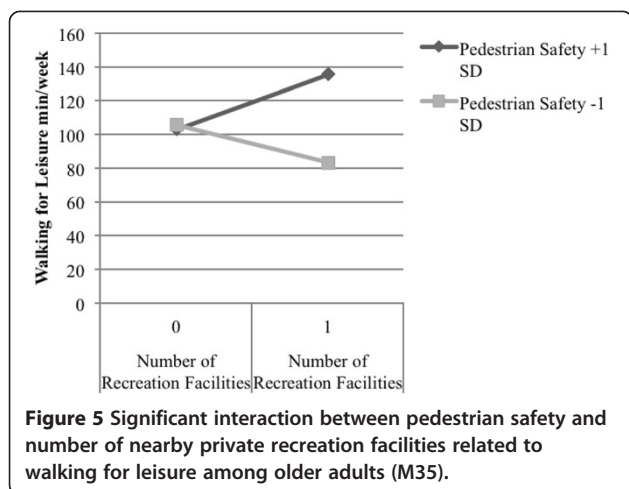 160
140
120
100
80
60
40
20
0
Walking for Leisure min/week
Pedestrian Safety +1
SD
Pedestrian Safety -1
SD
0 1
Number of Number of
Recreation Facilities Recreation Facilities
Figure 5 Significant interaction between pedestrian safety and
number of nearby private recreation facilities related to
walking for leisure among older adults (M35).